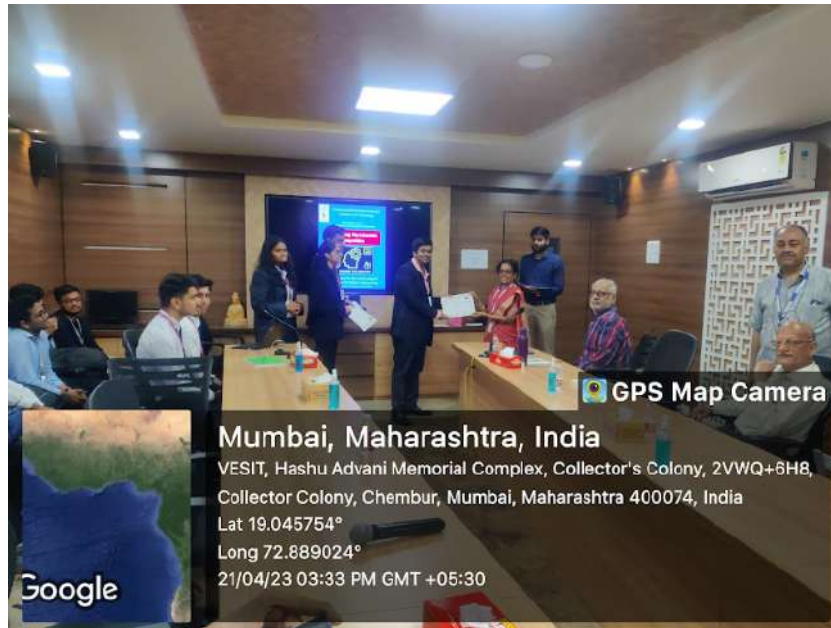 GPS Map Camera
Mumbai, Maharashtra, India
VESIT, Hashu Advani Memorial Complex, Collector's Colony, 2VWQ+6H8,
Collector Colony, Chembur, Mumbai, Maharashtra 400074, India
Lat 19.045754°
Long 72.889024°
21/04/23 03:33 PM GMT +05:30
Google